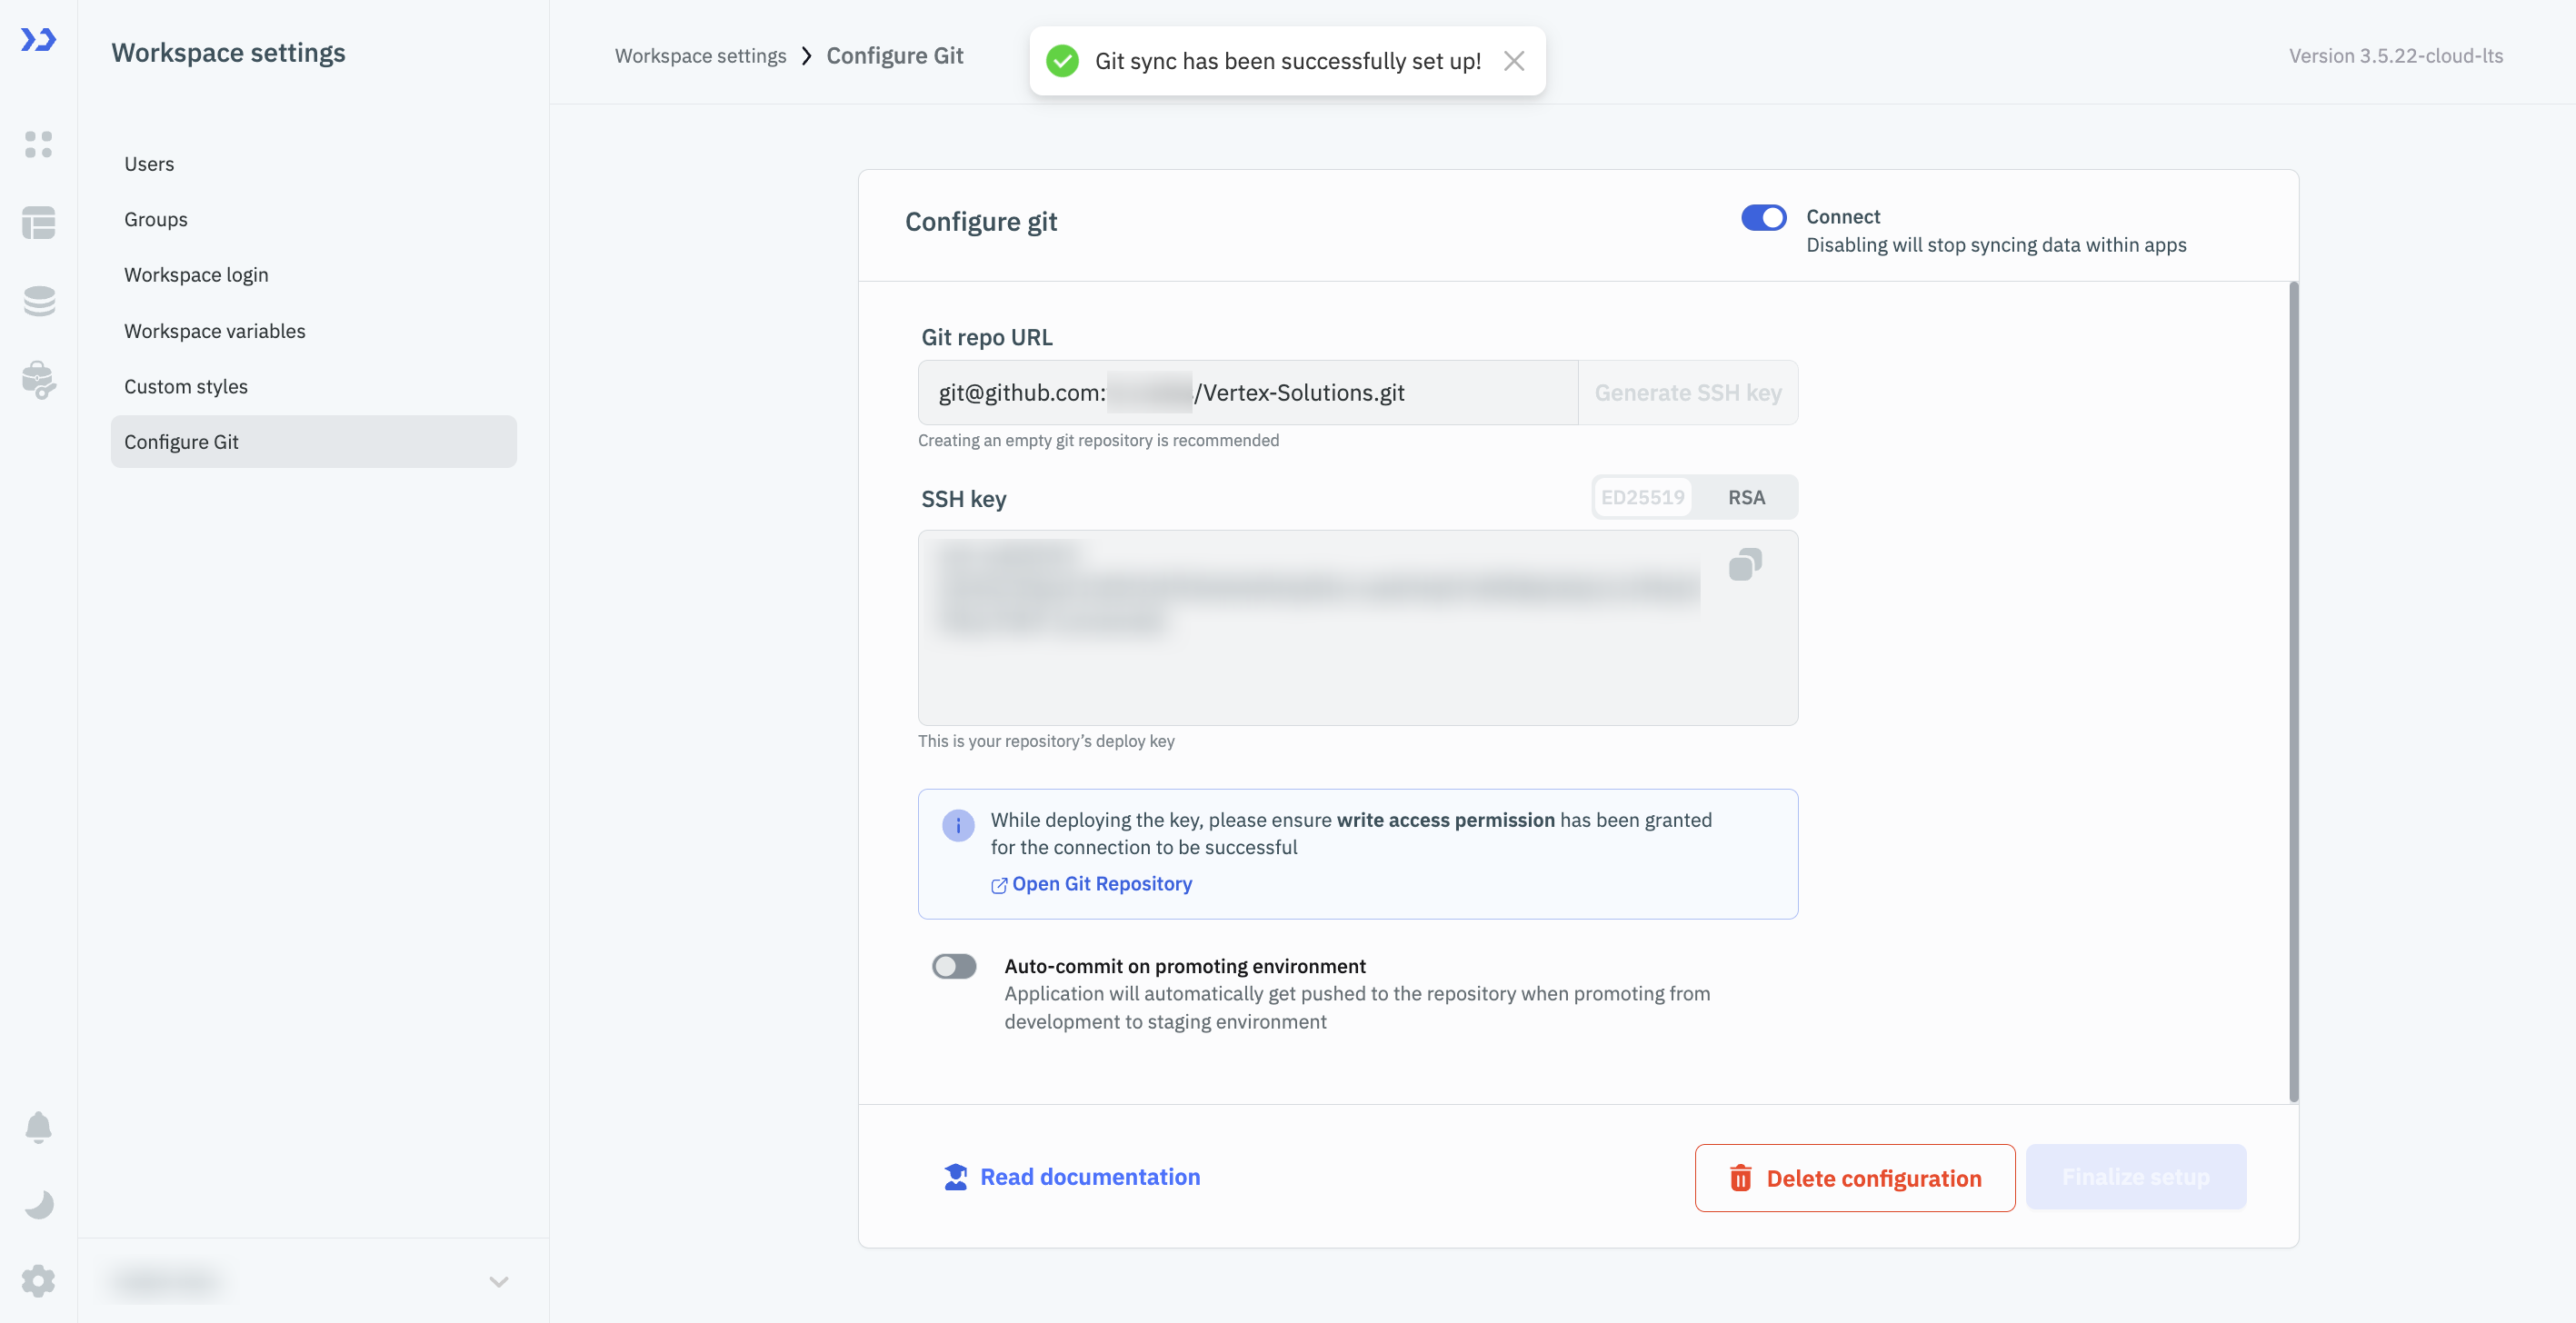 Workspace settings
Workspace settings
Configure Git
Git sync has been successfully set up!
Version 3.5.22-cloud-lts
Users
Groups
Workspace login
Workspace variables
Custom styles
Configure Git
Configure git
Connect
Disabling will stop syncing data within apps
Git repo URL
git@github.com: /Vertex-Solutions.git
Generate SSH key
Creating an empty git repository is recommended
SSH key
ED25519
RSA
This is your repository’s deploy key
While deploying the key, please ensure write access permission has been granted
for the connection to be successful
Open Git Repository
Auto-commit on promoting environment
Application will automatically get pushed to the repository when promoting from
development to staging environment
Read documentation
Delete configuration
Finalize setup